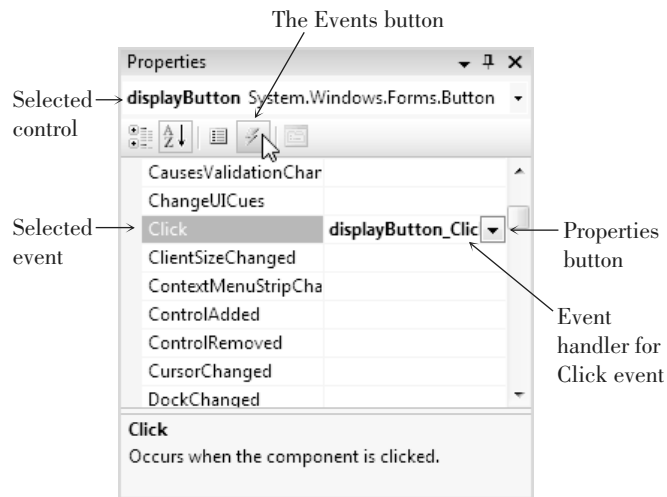 The Events button
Properties
Selected control
displayButton System.Windows.Forms.Button
CausesValidationChar
ChangeUICues
Selected event
Click displayButton_Clic
Properties button
ClientSizeChanged
ContextMenuStripCha
ControlAdded
Event handler for Click event
ControlRemoved
CursorChanged
DockChanged
Click
Occurs when the component is clicked.